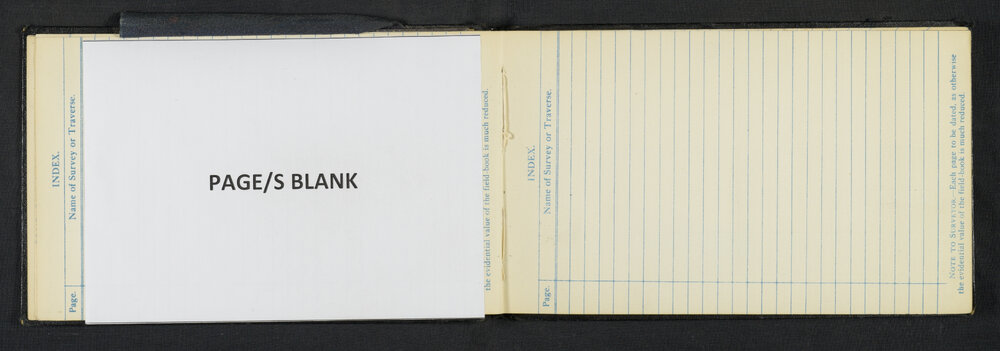 INDEX.
Page.
Name of Survey or Traverse.
PAGE/S BLANK
the evidential value of the field-book is much reduced.
INDEX.
Page.
Name of Survey or Traverse.
NOTE TO SURVEYOR.—Each page to be dated, as otherwise
the evidential value of the field-book is much reduced.